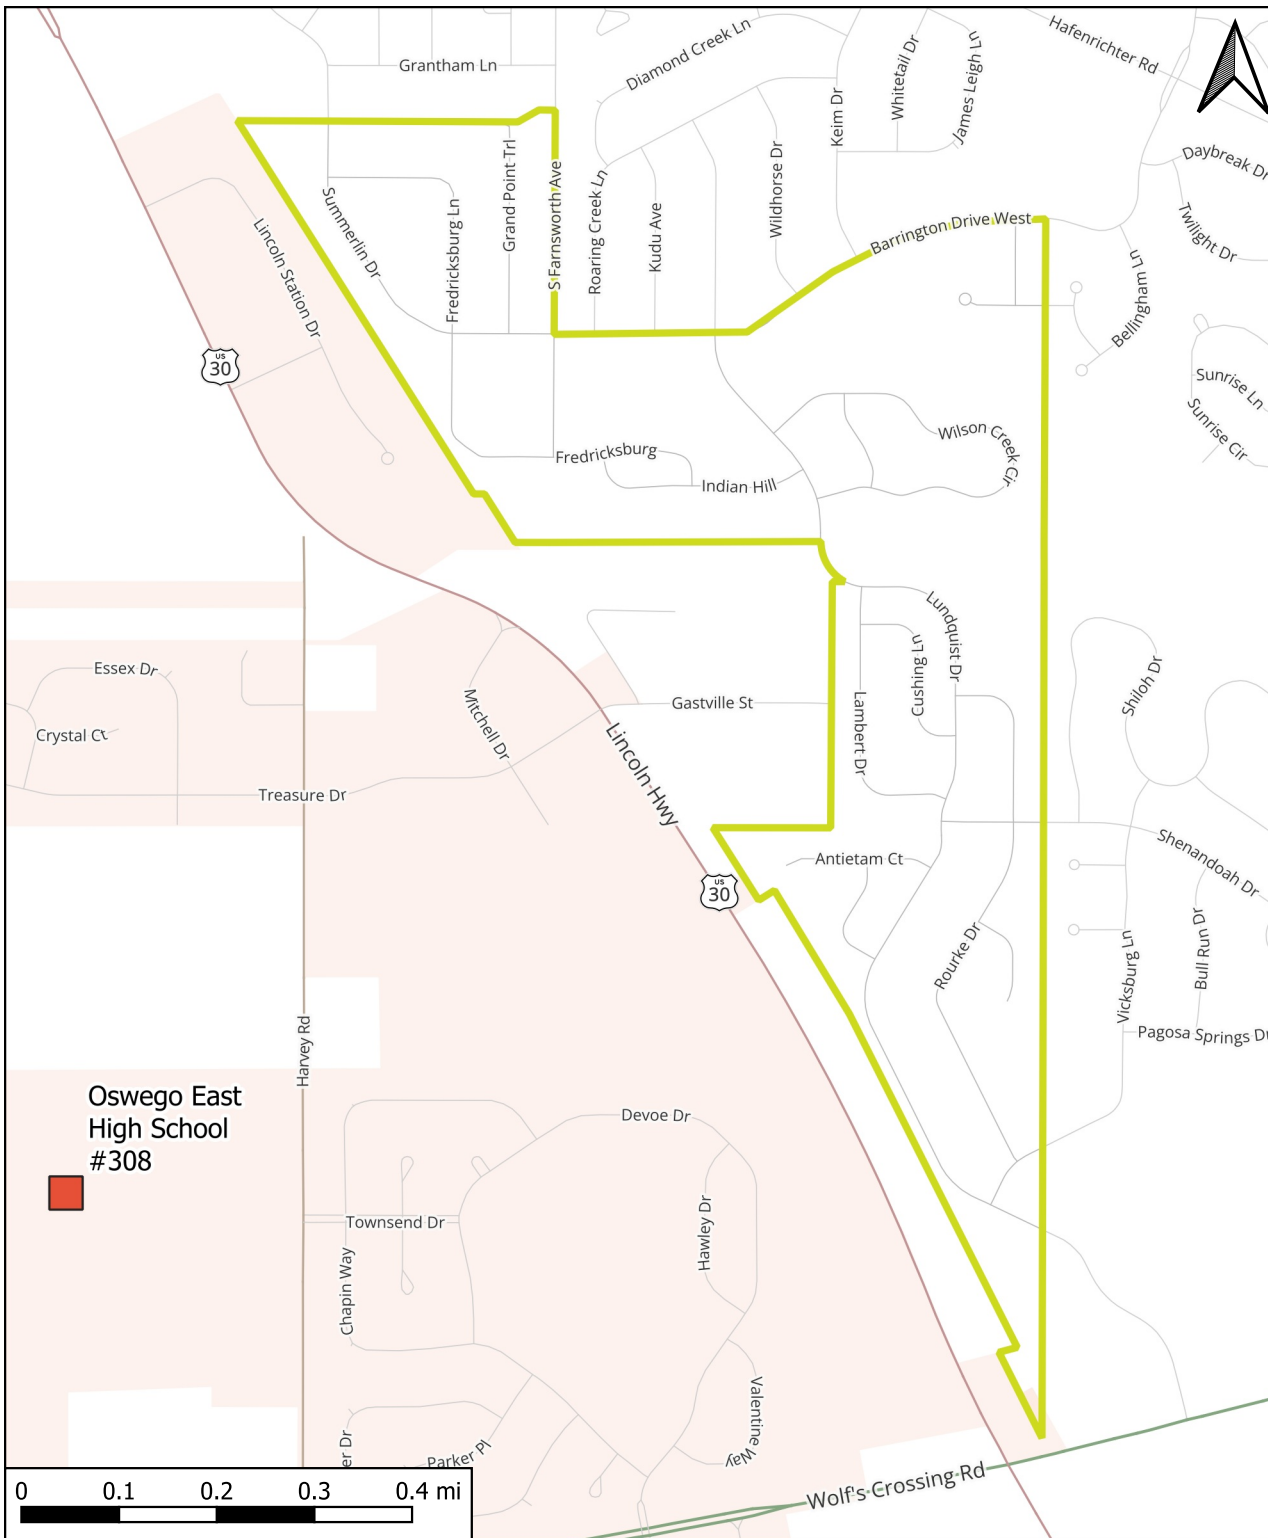 Hafenrichter Rd
Diamond Creek Ln
Whitetail Dr
James Leigh Ln
Grantham Ln
Keim Dr
Daybreak Dr
Grand Point Trl
S Farnsworth Ave
Wildhorse Dr
Summerlin Dr
Fredricksburg Ln
Roaring Creek Ln
Kudu Ave
Barrington Drive West
Twilight Dr
Lincoln Station Dr
Bellingham Ln
US
30
Sunrise Ln
Sunrise Cir
Wilson Creek Cir
Fredricksburg
Indian Hill
Lundquist Dr
Essex Dr
Cushing Ln
Shiloh Dr
Crystal Ct
Mitchell Dr
Gastville St
Lambert Dr
Lincoln Hwy
Treasure Dr
Antietam Ct
Shenandoah Dr
US
30
Rourke Dr
Bull Run Dr
Vicksburg Ln
Pagosa Springs Dr
Harvey Rd
Oswego East
High School
#308
Devoe Dr
Hawley Dr
Townsend Dr
Chapin Way
Valentine Way
er Dr
Parker Pl
Wolf's Crossing Rd
0 0.1 0.2 0.3 0.4 mi